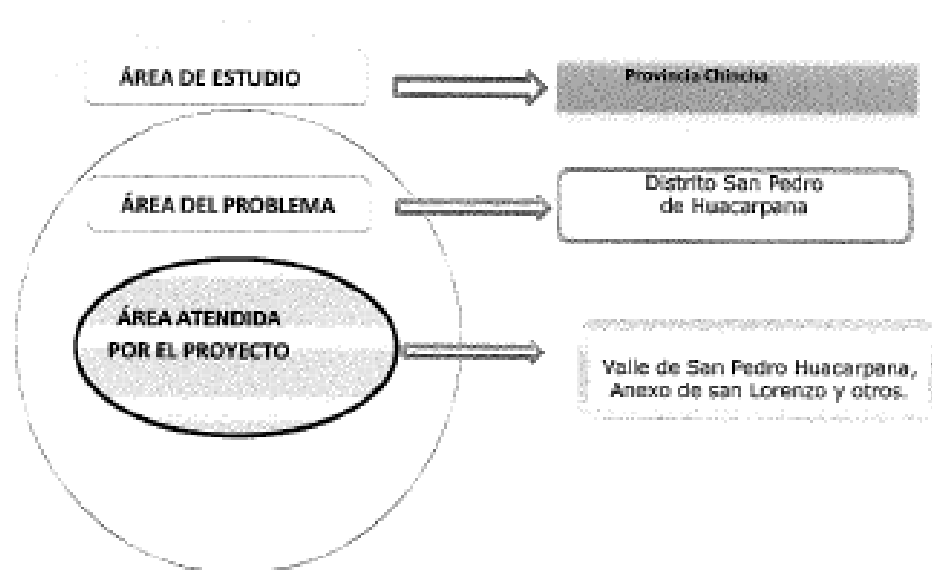 ÁREA DE ESTUDIO
Provincia Chincha
ÁREA DEL PROBLEMA
Distrito San Pedro
de Huacarpana
ÁREA ATENDIDA
POR EL PROYECTO
Valle de San Pedro Huacarpana,
Anexo de san Lorenzo y otros.